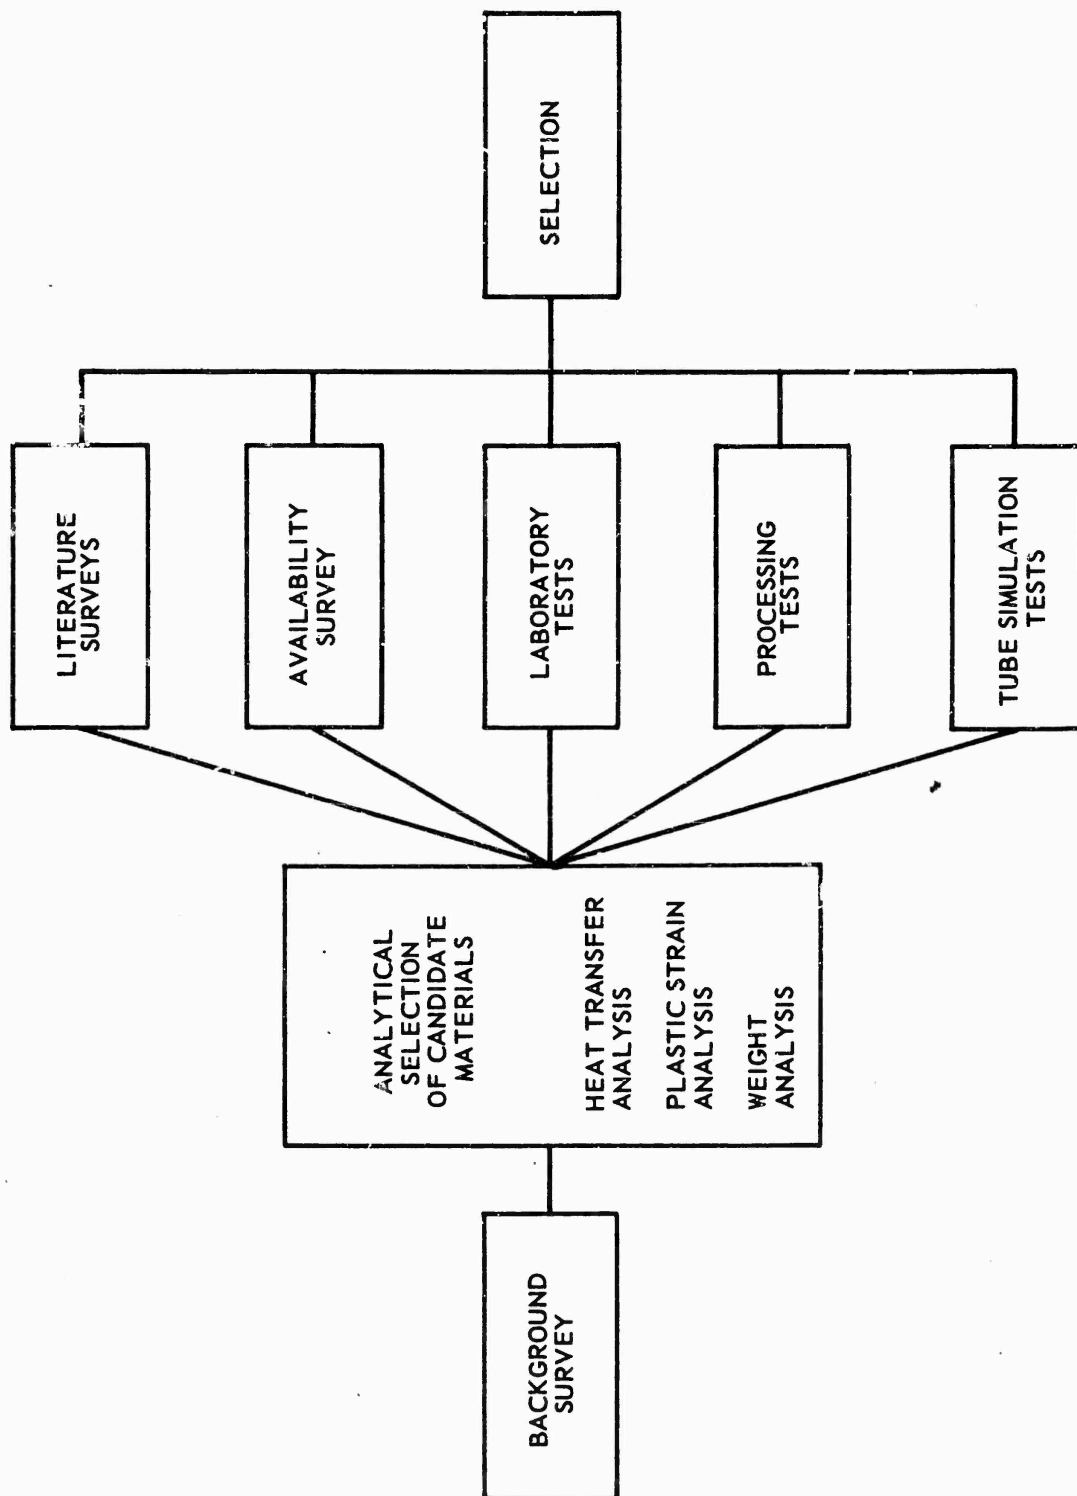 BACKGROUND
SURVEY
ANALYTICAL
SELECTION
OF CANDIDATE
MATERIALS
HEAT TRANSFER
ANALYSIS
PLASTIC STRAIN
ANALYSIS
WEIGHT
ANALYSIS
LITERATURE
SURVEYS
AVAILABILITY
SURVEY
LABORATORY
TESTS
PROCESSING
TESTS
TUBE SIMULATION
TESTS
SELECTION